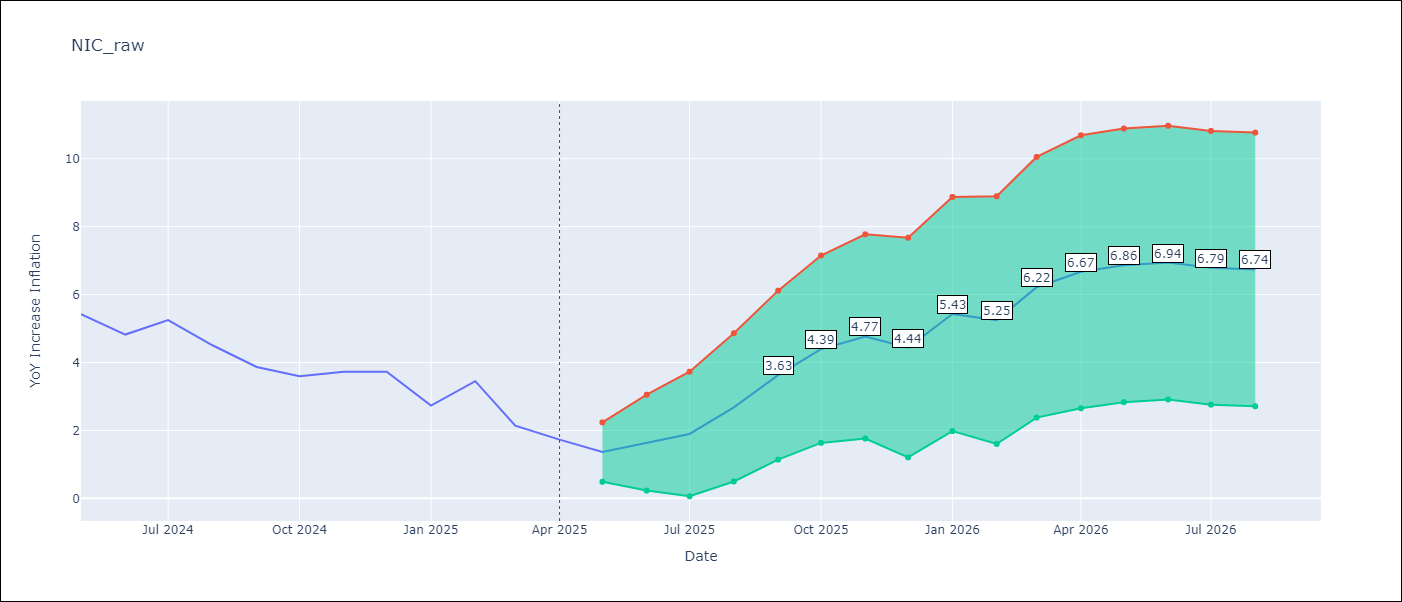 NIC_raw
YoY Increase Inflation
10
8
6
4
2
0
3.63
4.39
4.77
4.44
5.43
5.25
6.22
6.67
6.86
6.94
6.79
6.74
Jul 2024
Oct 2024
Jan 2025
Apr 2025
Jul 2025
Oct 2025
Jan 2026
Apr 2026
Jul 2026
Date